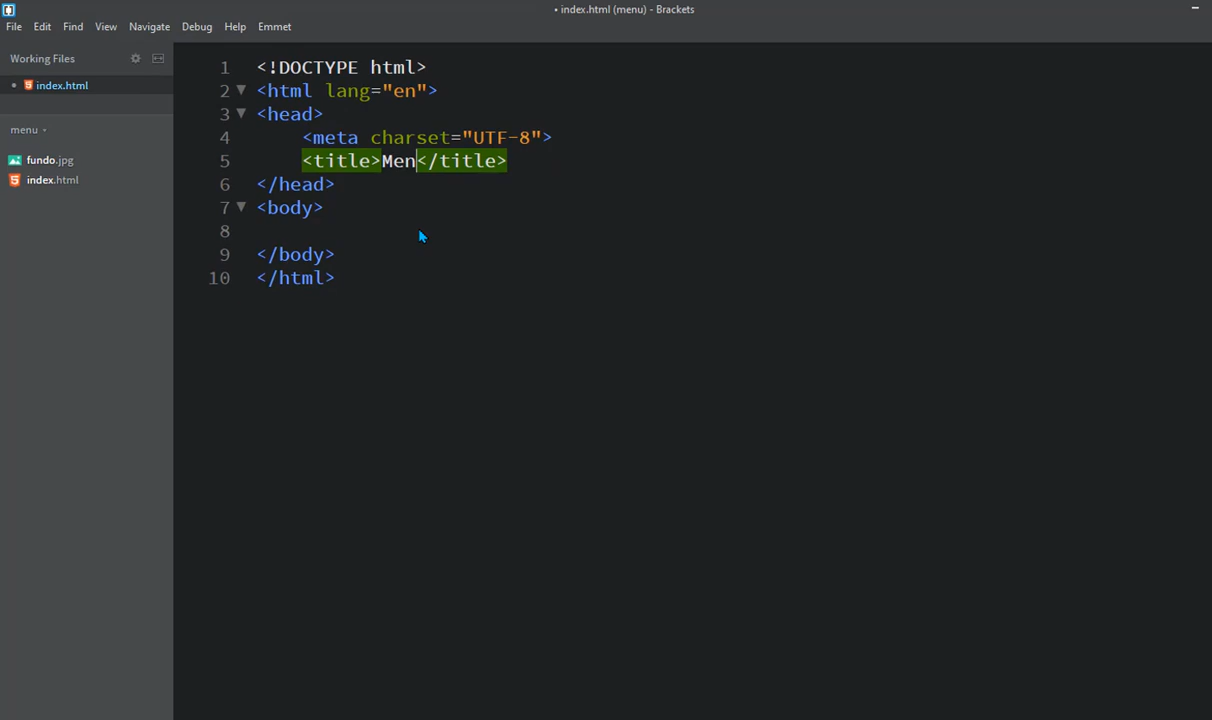 • index.html (menu) - Brackets
File Edit Find View Navigate Debug Help Emmet
Working Files
index.html
menu
fundo.jpg
index.html
1 <!DOCTYPE html>
2 <html lang="en">
3 <head>
4 <meta charset="UTF-8">
5 <title>Men</title>
6 </head>
7 <body>
8
9 </body>
10 </html>